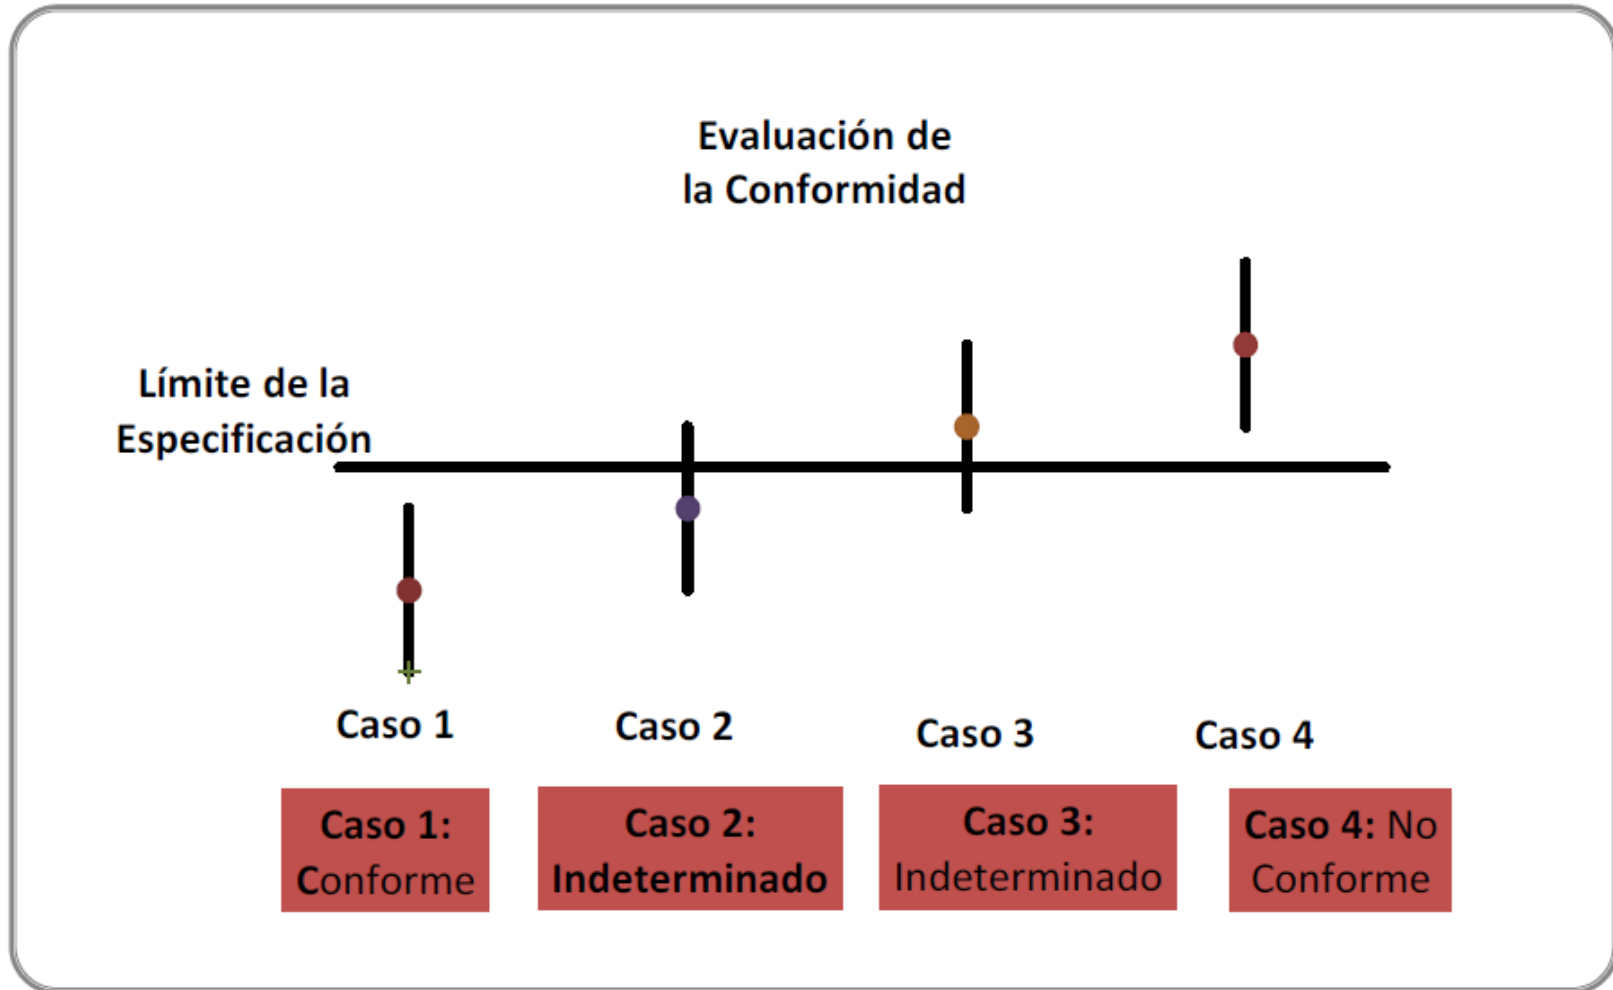 Evaluación de
la Conformidad
Límite de la
Especificación
Caso 1
Caso 2
Caso 3
Caso 4
Caso 1:
Conforme
Caso 2:
Indeterminado
Caso 3:
Indeterminado
Caso 4: No
Conforme